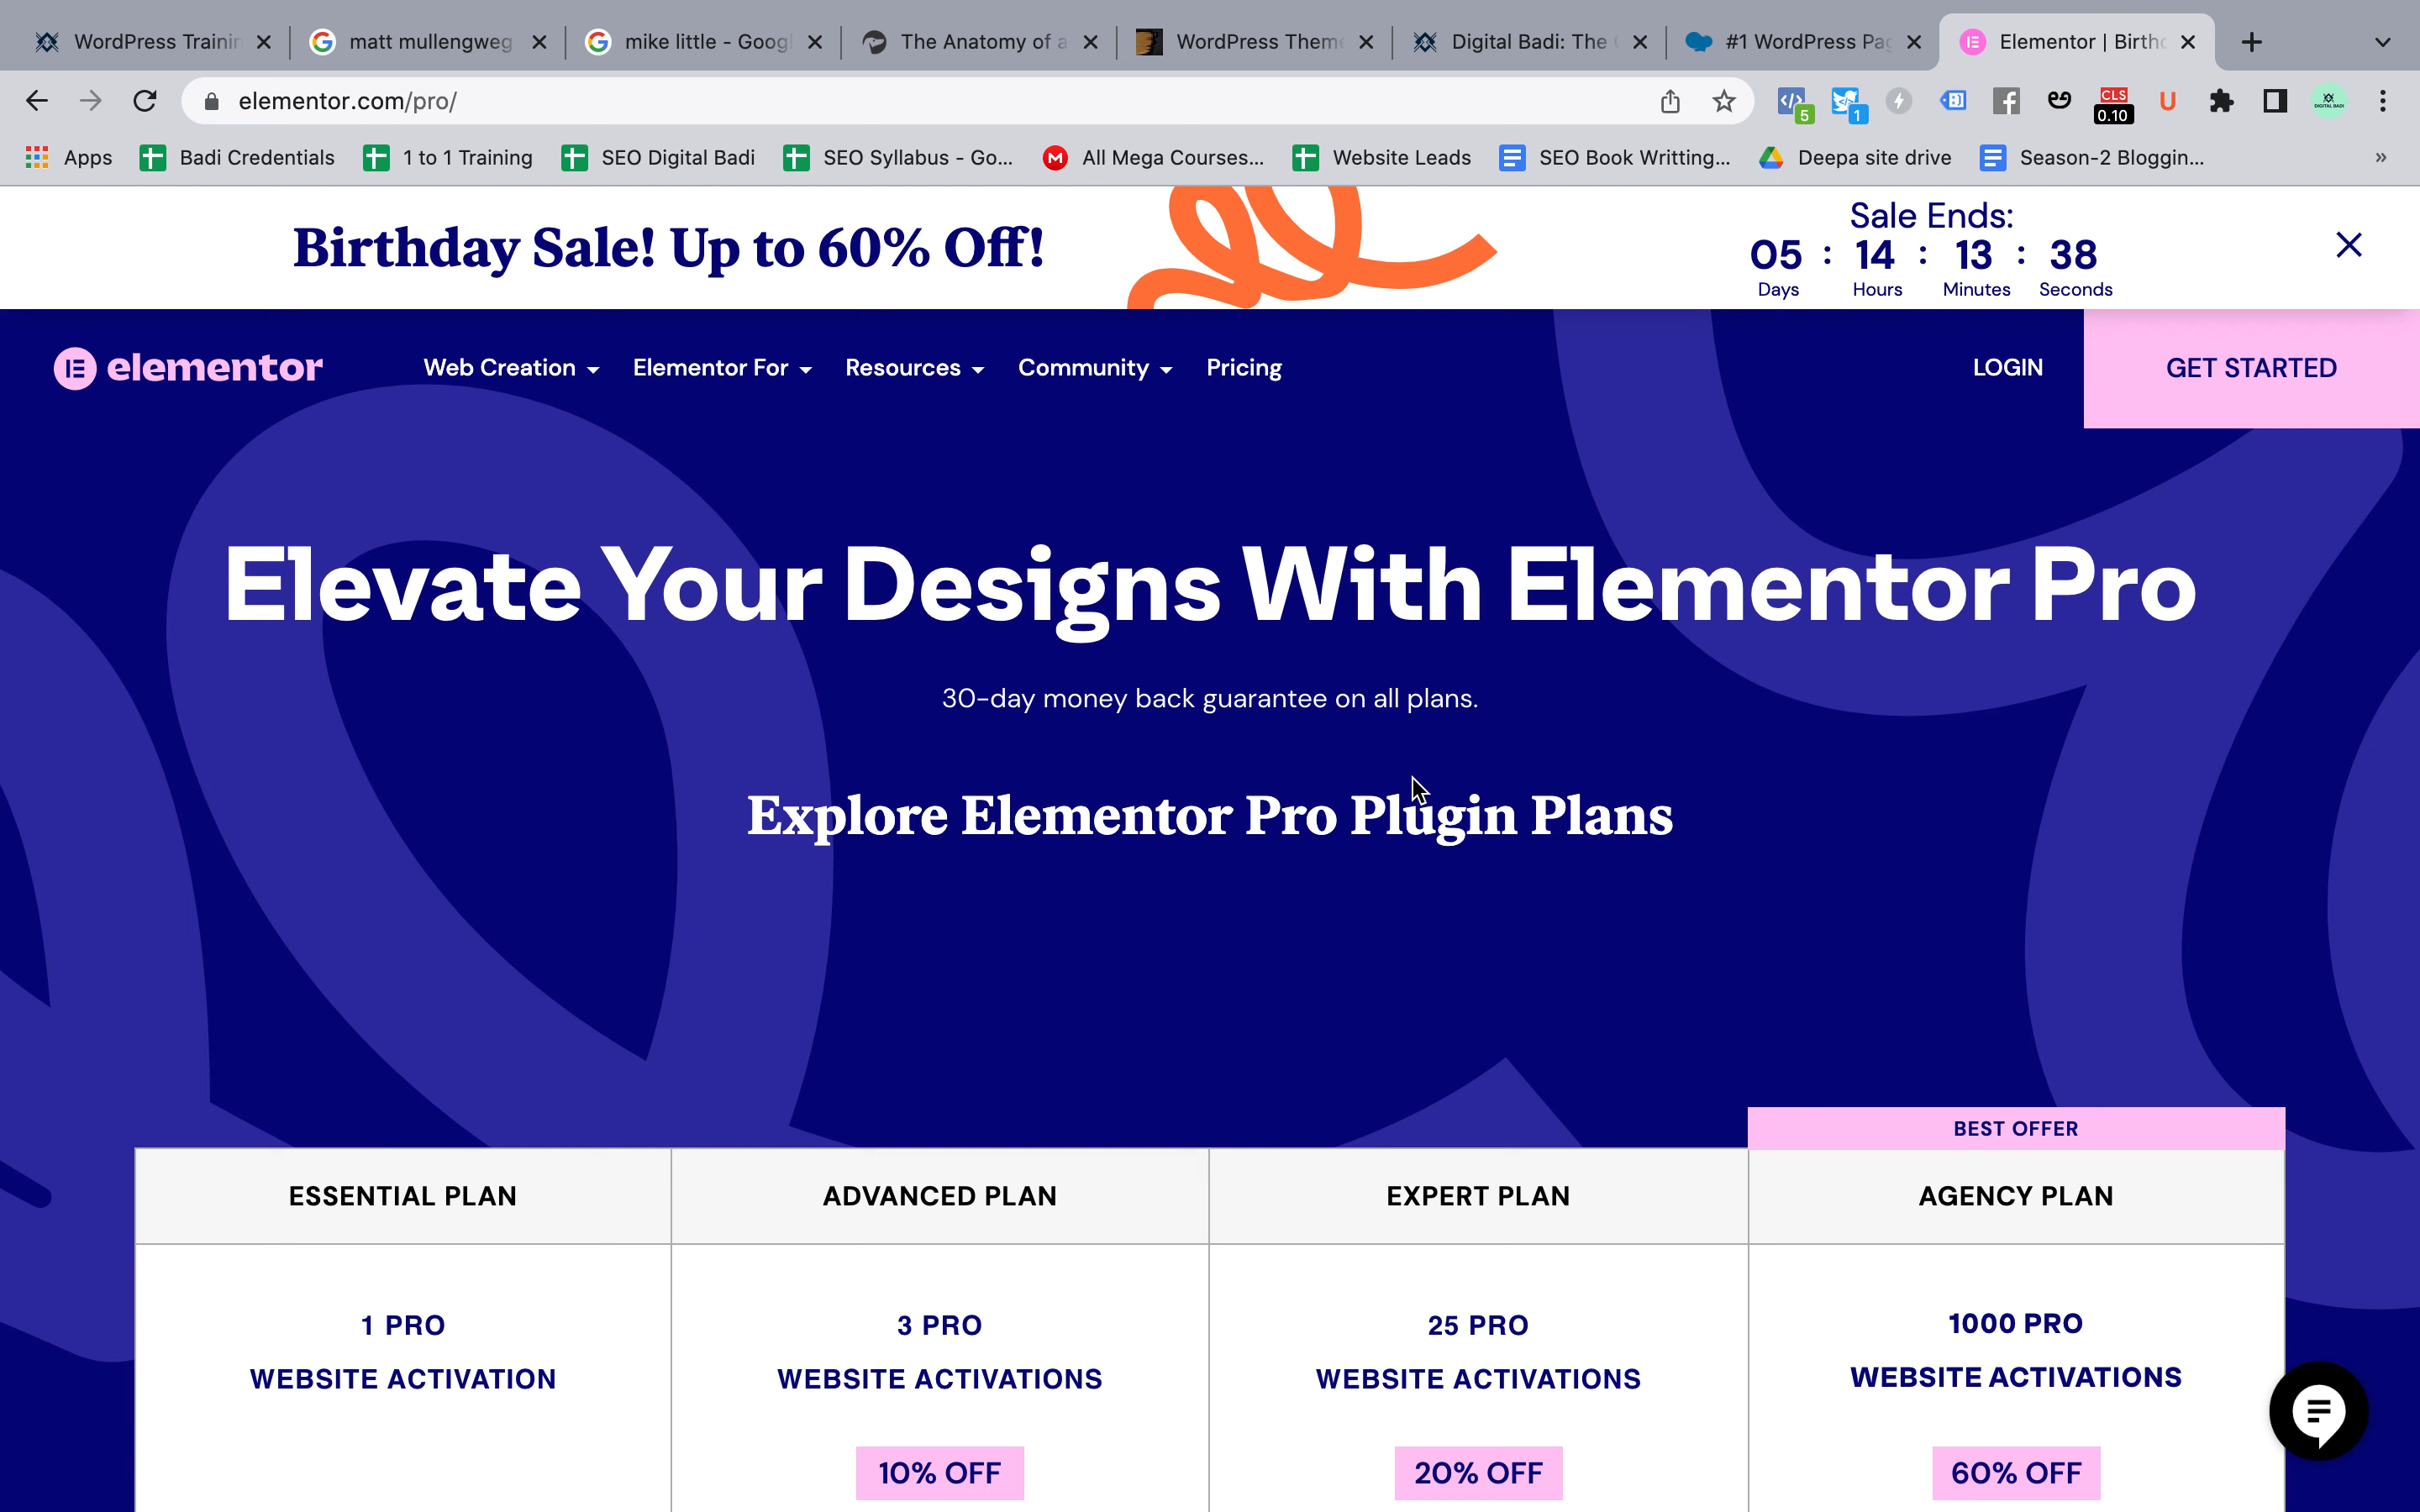 WordPress Trainin
matt mullengweg
mike little - Googl
The Anatomy of a
WordPress Theme
Digital Badi: The
#1 WordPress Pag
Elementor | Birth
elementor.com/pro/
5
1
CLS
0.10
U
DIGITAL BADI
Apps
Badi Credentials
1 to 1 Training
SEO Digital Badi
SEO Syllabus - Go...
All Mega Courses...
Website Leads
SEO Book Writting...
Deepa site drive
Season-2 Bloggin...
»
Birthday Sale! Up to 60% Off!
Sale Ends:
05 : 14 : 13 : 38
Days Hours Minutes Seconds
elementor
Web Creation
Elementor For
Resources
Community
Pricing
LOGIN
GET STARTED
Elevate Your Designs With Elementor Pro
30-day money back guarantee on all plans.
Explore Elementor Pro Plugin Plans
BEST OFFER
ESSENTIAL PLAN
ADVANCED PLAN
EXPERT PLAN
AGENCY PLAN
1 PRO
WEBSITE ACTIVATION
3 PRO
WEBSITE ACTIVATIONS
25 PRO
WEBSITE ACTIVATIONS
1000 PRO
WEBSITE ACTIVATIONS
10% OFF
20% OFF
60% OFF